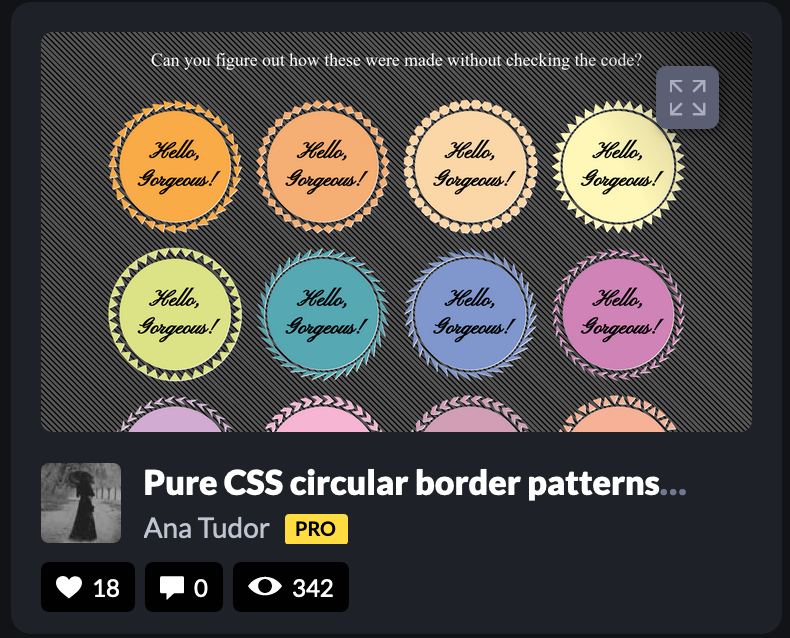 Can you figure out how these were made without checking the code?
Hello, Hello, Hello, Hello,
Gorgeous! Gorgeous! Gorgeous! Gorgeous!
Hello, Hello, Hello, Hello,
Gorgeous! Gorgeous! Gorgeous! Gorgeous!
Pure CSS circular border patterns...
Ana Tudor PRO
18 0 342